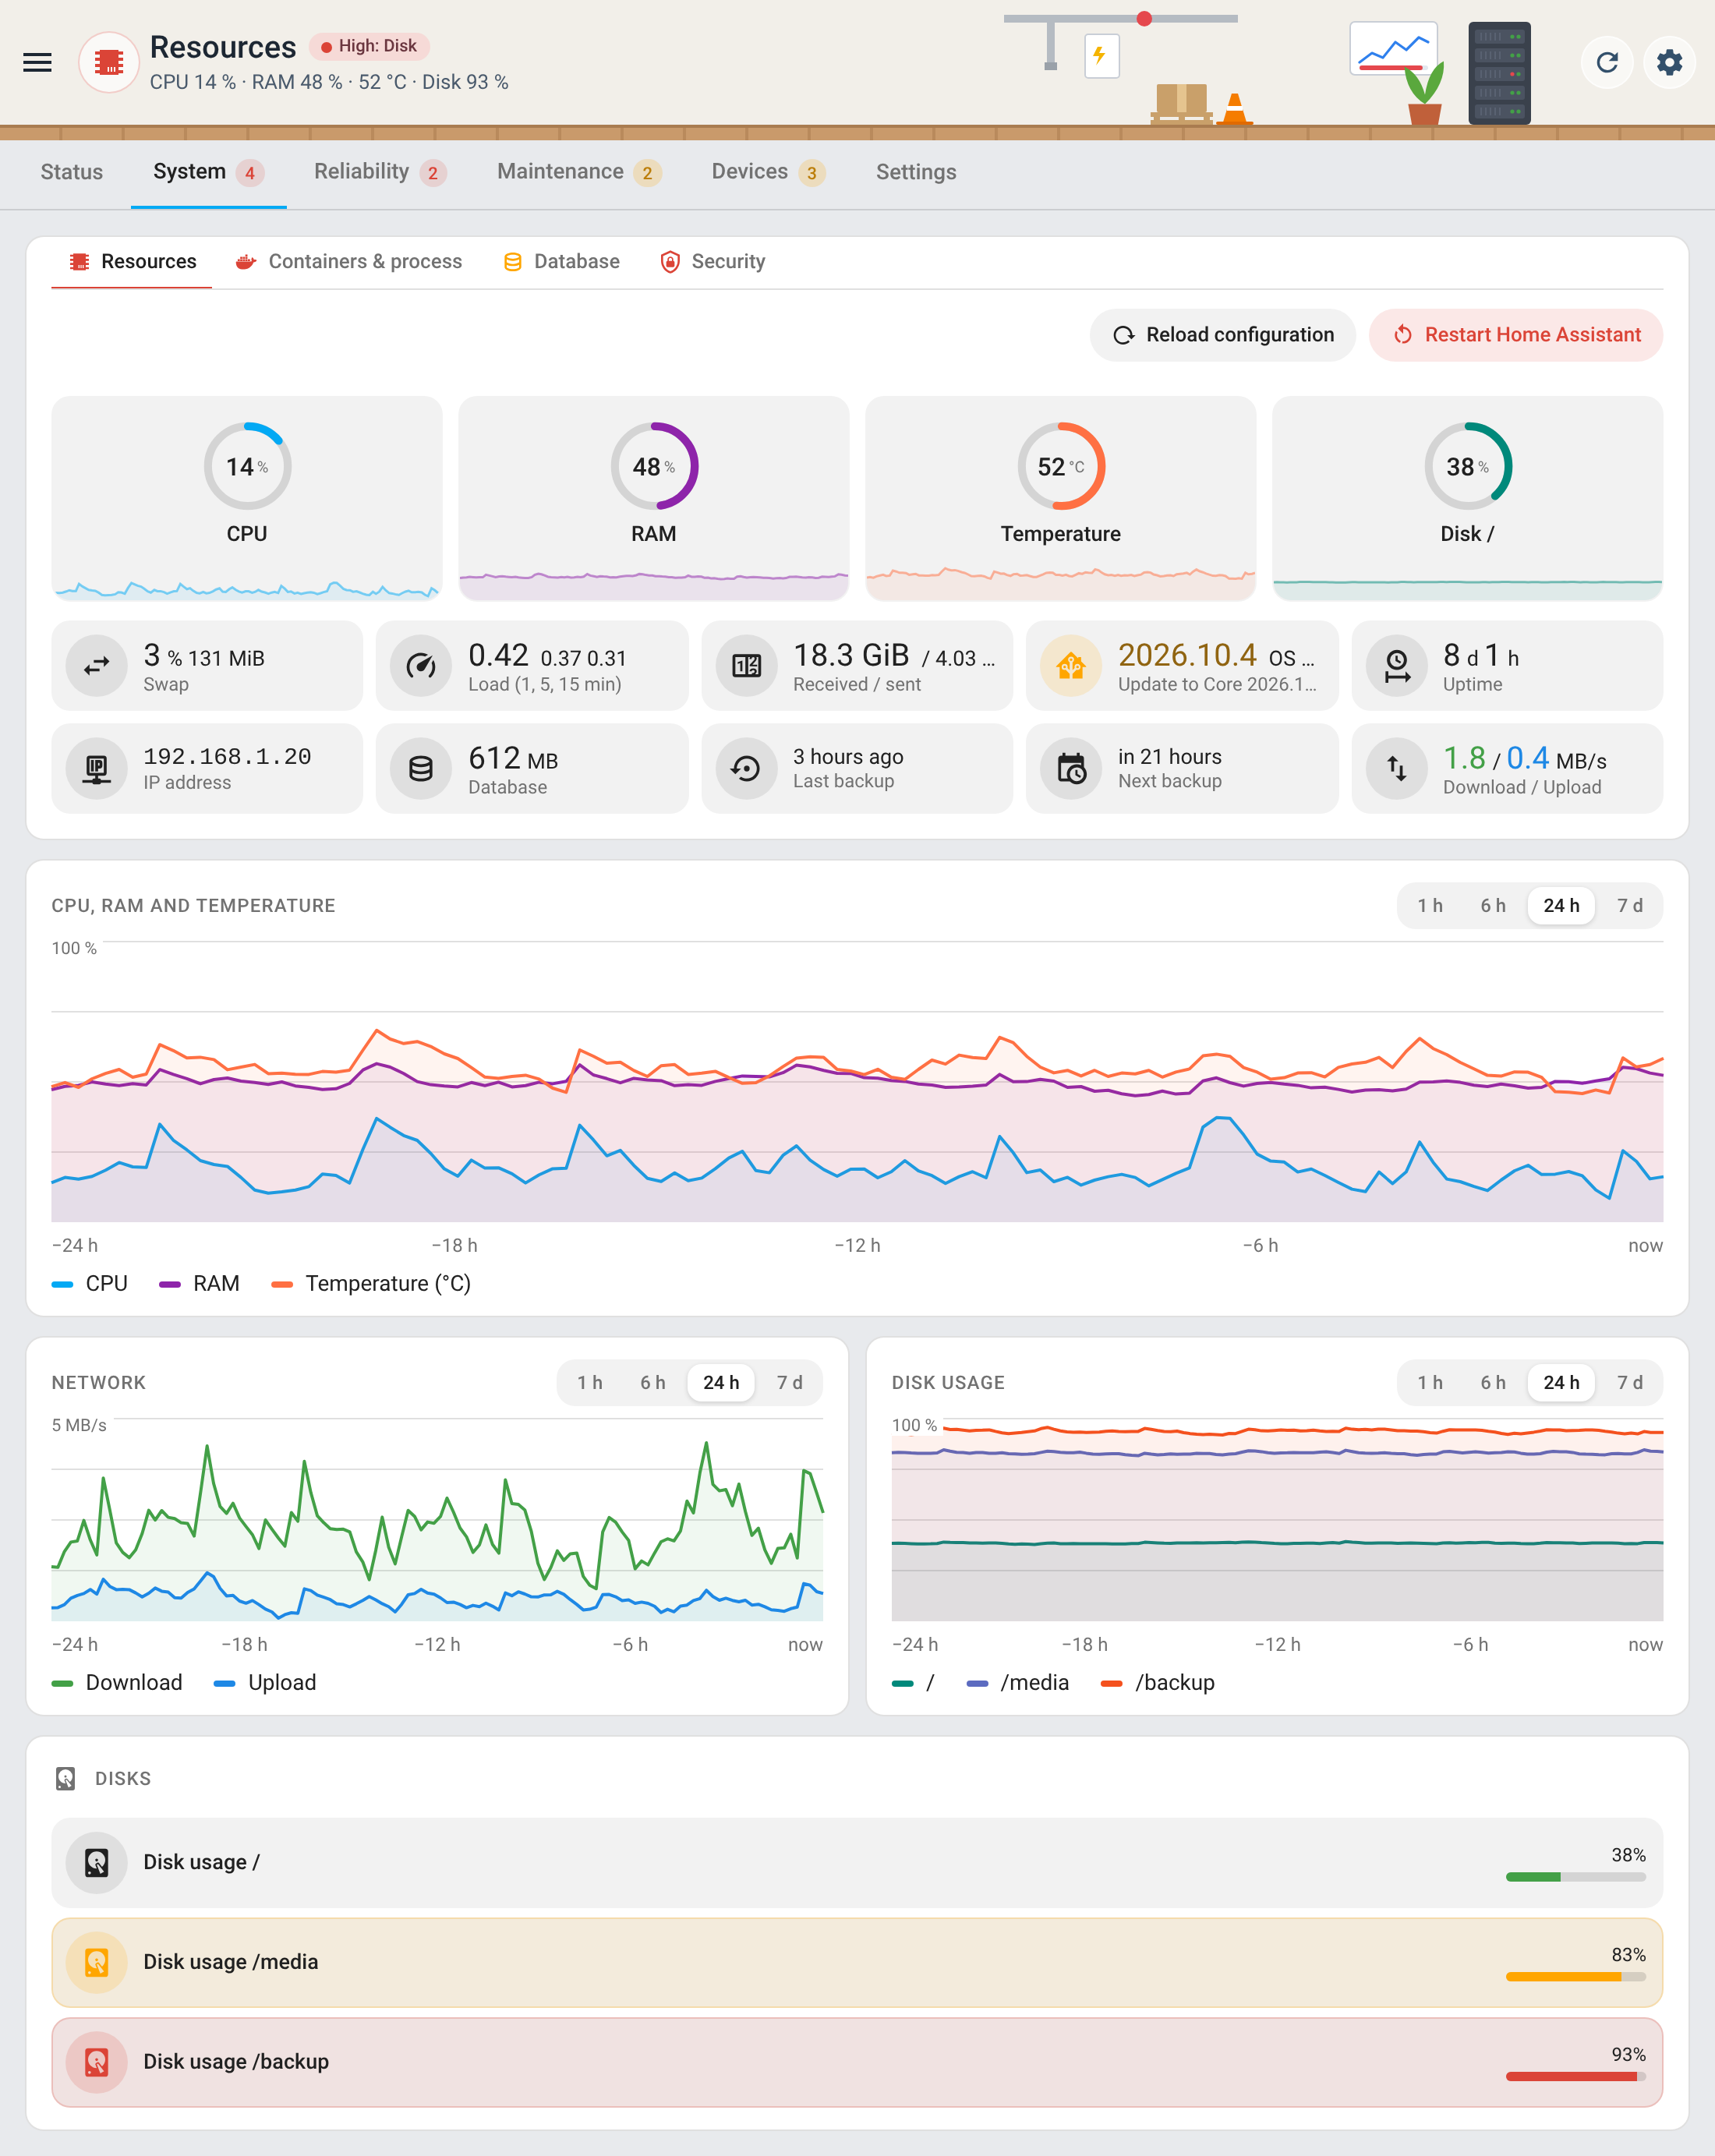 Resources
High: Disk
CPU 14 % · RAM 48 % · 52 °C · Disk 93 %
Status
System 4
Reliability 2
Maintenance 2
Devices 3
Settings
Resources
Containers & process
Database
Security
Reload configuration
Restart Home Assistant
14 %
CPU
48 %
RAM
52 °C
Temperature
38 %
Disk /
3 % 131 MiB
Swap
0.42 0.37 0.31
Load (1, 5, 15 min)
18.3 GiB / 4.03 ...
Received / sent
2026.10.4 OS ...
Update to Core 2026.1...
8 d 1 h
Uptime
192.168.1.20
IP address
612 MB
Database
3 hours ago
Last backup
in 21 hours
Next backup
1.8 / 0.4 MB/s
Download / Upload
CPU, RAM AND TEMPERATURE
1 h 6 h 24 h 7 d
100 %
−24 h −18 h −12 h −6 h now
CPU RAM Temperature (°C)
NETWORK
1 h 6 h 24 h 7 d
5 MB/s
−24 h −18 h −12 h −6 h now
Download Upload
DISK USAGE
1 h 6 h 24 h 7 d
100 %
−24 h −18 h −12 h −6 h now
/ /media /backup
DISKS
Disk usage /
38%
Disk usage /media
83%
Disk usage /backup
93%